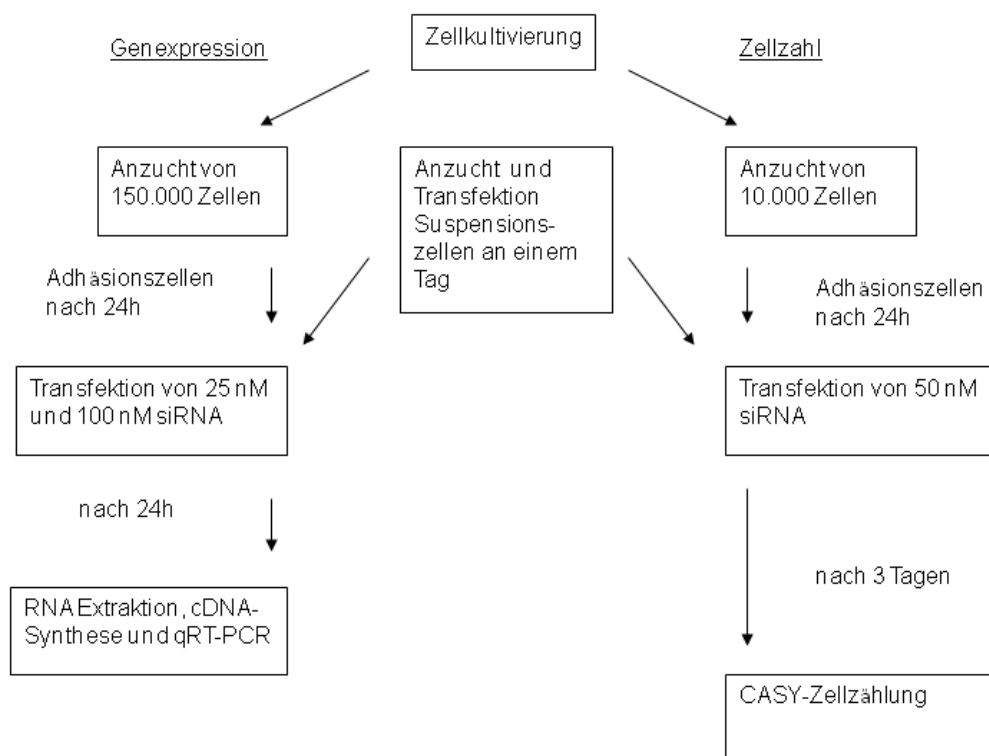 Genexpression
Zellkultivierung
Zellzahl
Anzucht von
150.000 Zellen
Anzucht und
Transfektion
Suspensions-
zellen an einem
Tag
Anzucht von
10.000 Zellen
Adhäsionszellen
nach 24h
Adhäsionszellen
nach 24h
Transfektion von 25 nM
und 100 nM siRNA
Transfektion von 50 nM
siRNA
nach 24h
nach 3 Tagen
RNA Extraktion, cDNA-
Synthese und qRT-PCR
CASY-Zellzählung